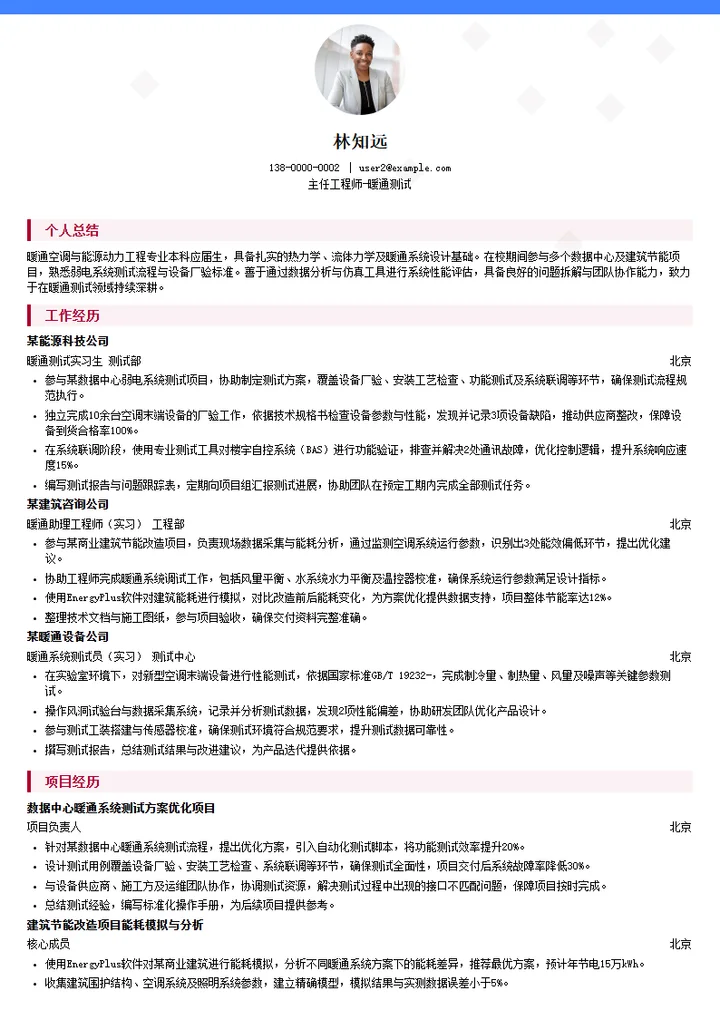 林知远
138-0000-0002 | user2@example.com
主任工程师-暖通测试
个人总结
暖通空调与能源动力工程专业本科应届生，具备扎实的热力学、流体力学及暖通系统设计基础。在校期间参与多个数据中心及建筑节能项
目，熟悉弱电系统测试流程与设备厂验标准。善于通过数据分析与仿真工具进行系统性能评估，具备良好的问题拆解与团队协作能力，致力
于在暖通测试领域持续深耕。
工作经历
某能源科技公司
暖通测试实习生 测试部 北京
• 参与某数据中心弱电系统测试项目，协助制定测试方案，覆盖设备厂验、安装工艺检查、功能测试及系统联调等环节，确保测试流程规
范执行。
• 独立完成10余台空调末端设备的厂验工作，依据技术规格书检查设备参数与性能，发现并记录3项设备缺陷，推动供应商整改，保障设
备到货合格率100%。
• 在系统联调阶段，使用专业测试工具对楼宇自控系统（BAS）进行功能验证，排查并解决2处通讯故障，优化控制逻辑，提升系统响应速
度15%。
• 编写测试报告与问题跟踪表，定期向项目组汇报测试进展，协助团队在预定工期内完成全部测试任务。
某建筑咨询公司
暖通助理工程师（实习） 工程部 北京
• 参与某商业建筑节能改造项目，负责现场数据采集与能耗分析，通过监测空调系统运行参数，识别出3处能效偏低环节，提出优化建
议。
• 协助工程师完成暖通系统调试工作，包括风量平衡、水系统水力平衡及温控器校准，确保系统运行参数满足设计指标。
• 使用EnergyPlus软件对建筑能耗进行模拟，对比改造前后能耗变化，为方案优化提供数据支持，项目整体节能率达12%。
• 整理技术文档与施工图纸，参与项目验收，确保交付资料完整准确。
某暖通设备公司
暖通系统测试员（实习） 测试中心 北京
• 在实验室环境下，对新型空调末端设备进行性能测试，依据国家标准GB/T 19232-，完成制冷量、制热量、风量及噪声等关键参数测
试。
• 操作风洞试验台与数据采集系统，记录并分析测试数据，发现2项性能偏差，协助研发团队优化产品设计。
• 参与测试工装搭建与传感器校准，确保测试环境符合规范要求，提升测试数据可靠性。
• 撰写测试报告，总结测试结果与改进建议，为产品迭代提供依据。
项目经历
数据中心暖通系统测试方案优化项目
项目负责人 北京
• 针对某数据中心暖通系统测试流程，提出优化方案，引入自动化测试脚本，将功能测试效率提升20%。
• 设计测试用例覆盖设备厂验、安装工艺检查、系统联调等环节，确保测试全面性，项目交付后系统故障率降低30%。
• 与设备供应商、施工方及运维团队协作，协调测试资源，解决测试过程中出现的接口不匹配问题，保障项目按时完成。
• 总结测试经验，编写标准化操作手册，为后续项目提供参考。
建筑节能改造项目能耗模拟与分析
核心成员 北京
• 使用EnergyPlus软件对某商业建筑进行能耗模拟，分析不同暖通系统方案下的能耗差异，推荐最优方案，预计年节电15万kWh。
• 收集建筑围护结构、空调系统及照明系统参数，建立精确模型，模拟结果与实测数据误差小于5%。